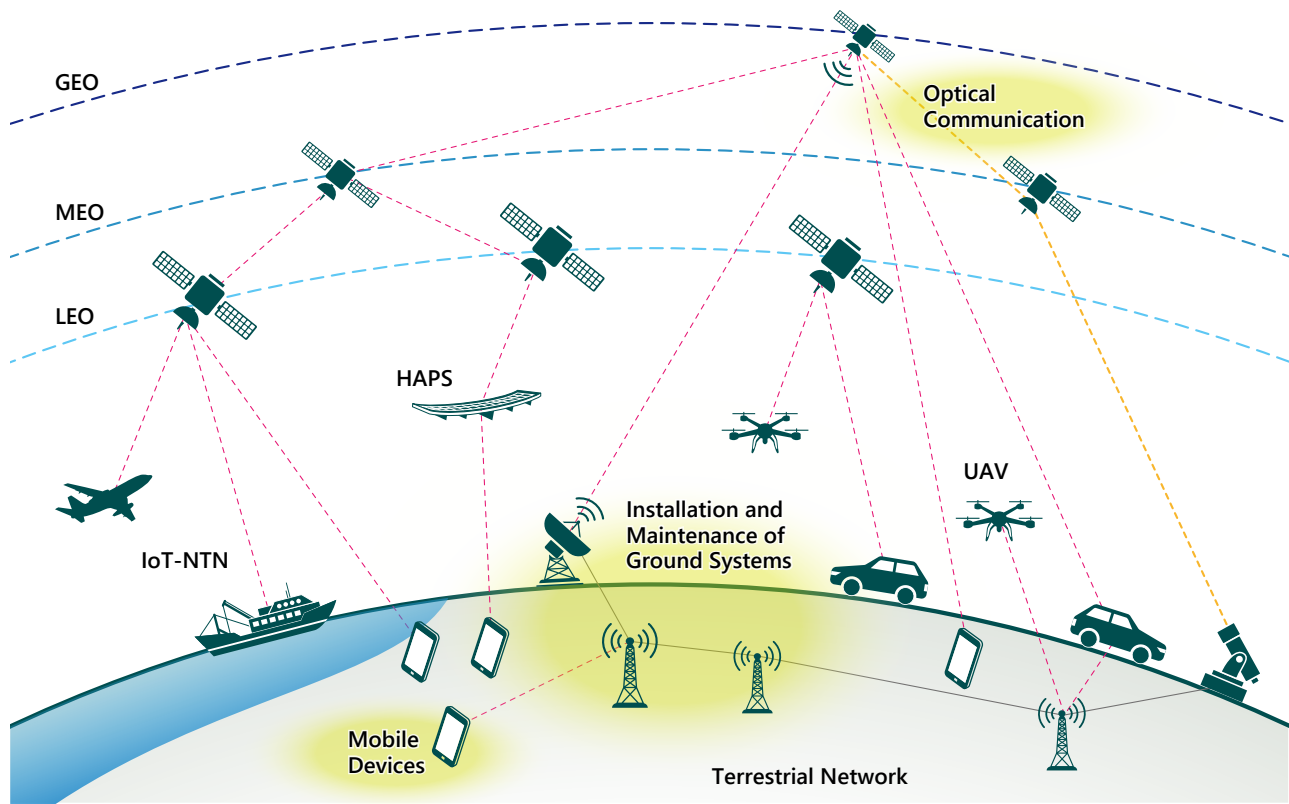 GEO
Optical
Communication
MEO
LEO
HAPS
UAV
Installation and
Maintenance of
Ground Systems
IoT-NTN
Mobile
Devices
Terrestrial Network